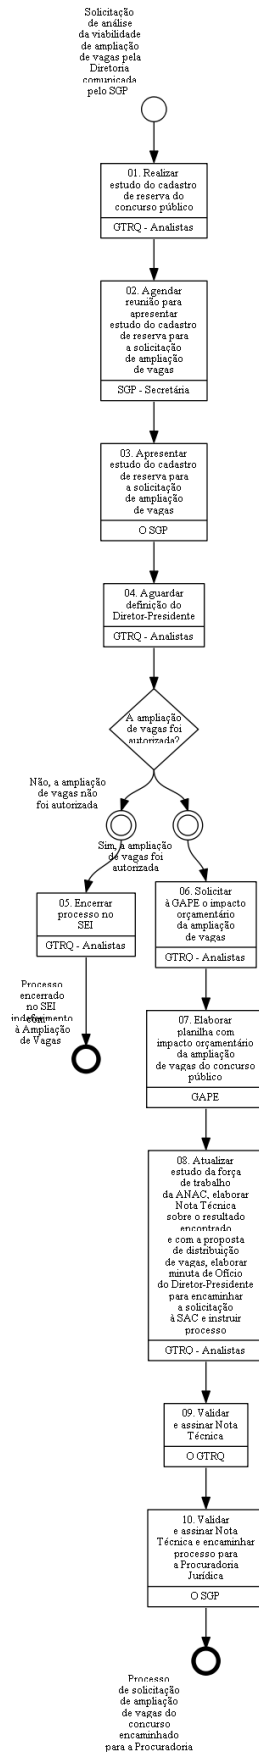 Solicitação
de análise
da viabilidade
de ampliação
de vagas pela
Diretoria
comunicada
pelo SGP
01. Realizar
estudo do cadastro
de reserva do
concurso público
GTRQ - Analistas
02. Agendar
reunião para
apresentar
estudo do cadastro
de reserva para
a solicitação
de ampliação
de vagas
SGP - Secretária
03. Apresentar
estudo do cadastro
de reserva para
a solicitação
de ampliação
de vagas
O SGP
04. Aguardar
definição do
Diretor-Presidente
GTRQ - Analistas
A ampliação
de vagas foi
autorizada?
Não, a ampliação
de vagas não
foi autorizada
Sim, a ampliação
de vagas foi
autorizada
05. Encerrar
processo no
SEI
GTRQ - Analistas
Processo
encerrado
no SEI
com
indeferimento
à Ampliação
de Vagas
06. Solicitar
à GAPE o impacto
orçamentário
da ampliação
de vagas
GTRQ - Analistas
07. Elaborar
planilha com
impacto orçamentário
da ampliação
de vagas do concurso
público
GAPE
08. Atualizar
estudo da força
de trabalho
da ANAC, elaborar
Nota Técnica
sobre o resultado
encontrado
e com a proposta
de distribuição
de vagas, elaborar
minuta de Ofício
do Diretor-Presidente
para encaminhar
a solicitação
à SAC e instruir
processo
GTRQ - Analistas
09. Validar
e assinar Nota
Técnica
O GTRQ
10. Validar
e assinar Nota
Técnica e encaminhar
processo para
a Procuradoria
Jurídica
O SGP
Processo
de solicitação
de ampliação
de vagas do
concurso
encaminhado
para a Procuradoria